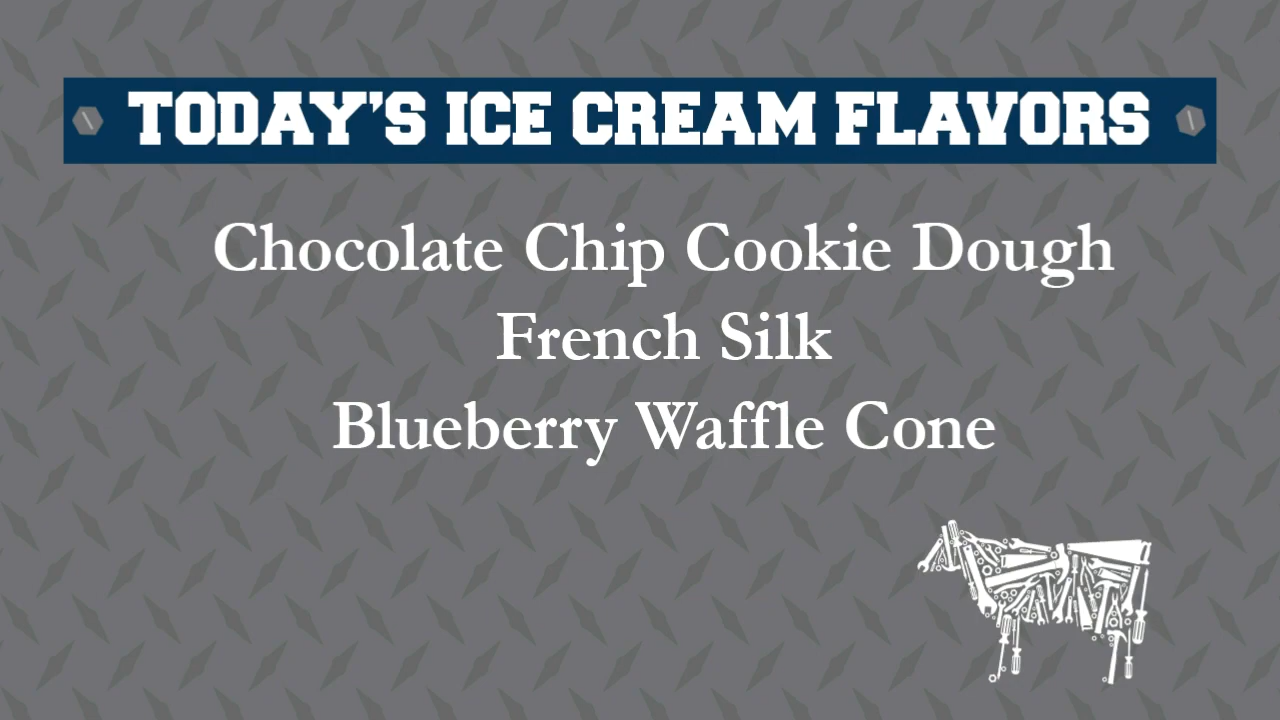 TODAY'S ICE CREAM FLAVORS
Chocolate Chip Cookie Dough
French Silk
Blueberry Waffle Cone